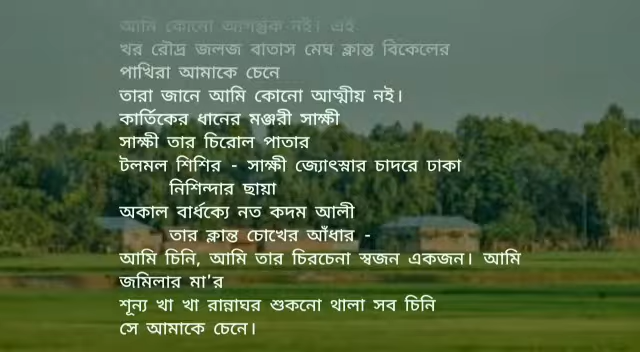 আমি কোনো আগন্তুক নই। এই
খর রৌদ্র জলজ বাতাস মেঘ ক্লান্ত বিকেলের
পাখিরা আমাকে চেনে
তারা জানে আমি কোনো আত্মীয় নই।
কার্তিকের ধানের মঞ্জরী সাক্ষী
সাক্ষী তার চিরোল পাতার
টলমল শিশির - সাক্ষী জ্যোৎস্নার চাদরে ঢাকা
নিশিন্দার ছায়া
অকাল বার্ধক্যে নত কদম আলী
তার ক্লান্ত চোখের আঁধার -
আমি চিনি, আমি তার চিরচেনা স্বজন একজন। আমি
জমিলার মা'র
শূন্য খা খা রান্নাঘর শুকনো থালা সব চিনি
সে আমাকে চেনে।